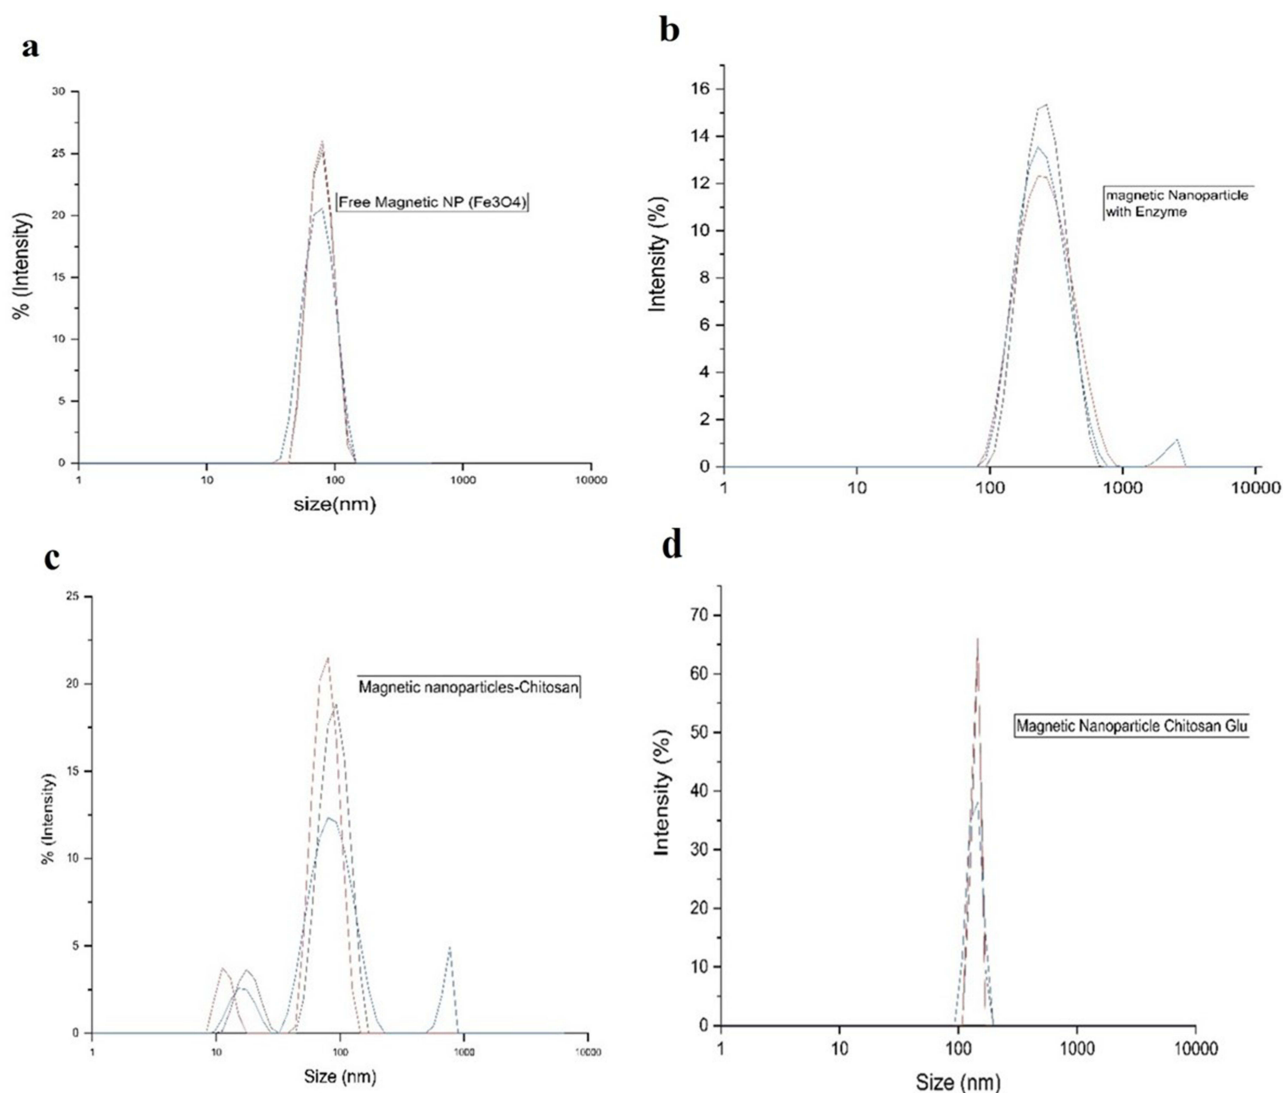 a
30
25
20
15
10
5
0
% (Intensity)
Free Magnetic NP (Fe3O4)
1 10 100 1000 10000
size(nm)
b
16
14
12
10
8
6
4
2
0
Intensity (%)
magnetic Nanoparticle
with Enzyme
1 10 100 1000 10000
c
25
20
15
10
5
0
% (Intensity)
Magnetic nanoparticles-Chitosan
1 10 100 1000 10000
Size (nm)
d
70
60
50
40
30
20
10
0
Intensity (%)
Magnetic Nanoparticle Chitosan Glu
1 10 100 1000 10000
Size (nm)